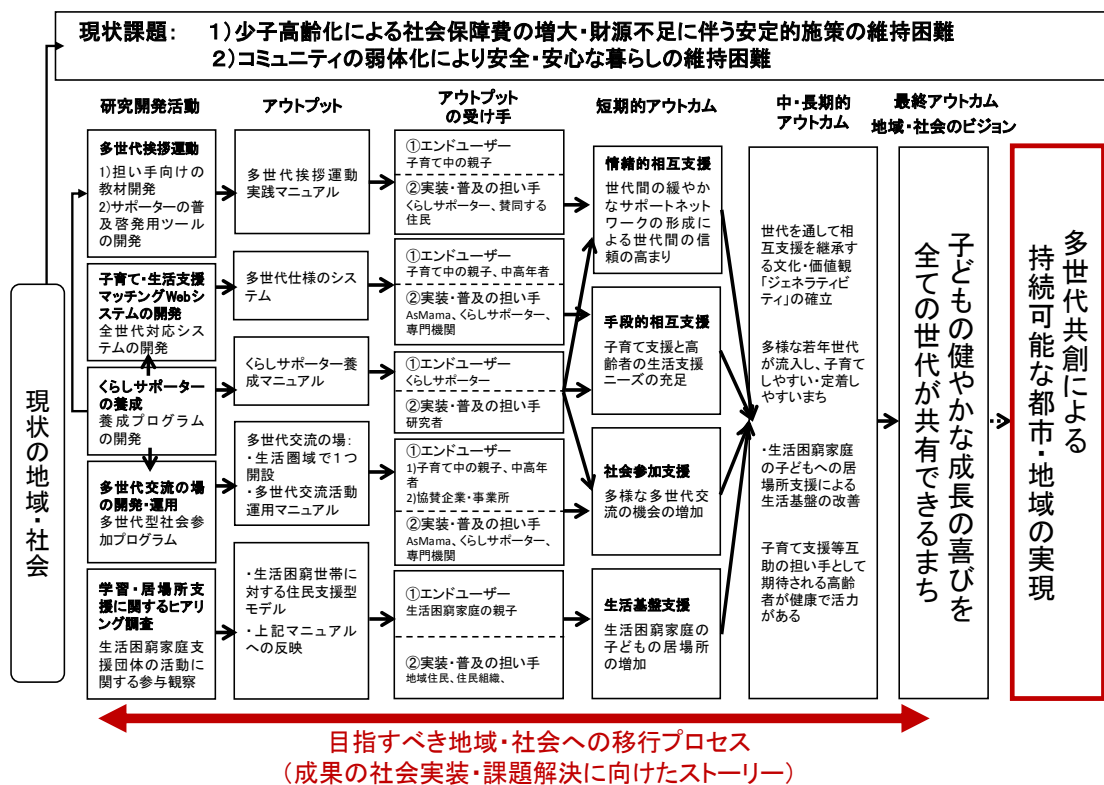 現状課題： 1）少子高齢化による社会保障費の増大・財源不足に伴う安定的施策の維持困難
2）コミュニティの弱体化により安全・安心な暮らしの維持困難
現状の地域・社会
研究開発活動
多世代挨拶運動
1)担い手向けの
教材開発
2)サポーターの普
及啓発用ツール
の開発
子育て・生活支援
マッチングWebシ
ステムの開発
全世代対応シス
テムの開発
くらしサポーター
の養成
養成プログラム
の開発
多世代交流の場
の開発・運用
多世代型社会参
加プログラム
学習・居場所支
援に関するヒアリ
ング調査
生活困窮家庭支
援団体の活動に
関する参与観察
アウトプット
多世代挨拶運動
実践マニュアル
多世代仕様のシス
テム
くらしサポーター養
成マニュアル
多世代交流の場：
・生活圏域で1つ
開設
・多世代交流活動
運用マニュアル
・生活困窮世帯に
対する住民支援型
モデル
・上記マニュアル
への反映
アウトプット
の受け手
①エンドユーザー
子育て中の親子
②実装・普及の担い手
くらしサポーター、賛同する
住民
①エンドユーザー
子育て中の親子、中高年者
②実装・普及の担い手
AsMama、くらしサポーター、
専門機関
①エンドユーザー
くらしサポーター
②実装・普及の担い手
研究者
①エンドユーザー
1)子育て中の親子、中高年
者
2)協賛企業・事業所
②実装・普及の担い手
AsMama、くらしサポーター、
専門機関
①エンドユーザー
生活困窮家庭の親子
②実装・普及の担い手
地域住民、住民組織、
短期的アウトカム
情緒的相互支援
世代間の緩やか
なサポートネット
ワークの形成によ
る世代間の信
頼の高まり
手段的相互支援
子育て支援と高
齢者の生活支援
ニーズの充足
社会参加支援
多様な多世代交
流の機会の増加
生活基盤支援
生活困窮家庭の
子どもの居場所
の増加
中・長期的
アウトカム
世代を通して相
互支援を継承す
る文化・価値観
「ジェネラティビ
ティ」の確立
多様な若年世代
が流入し、子育て
しやすい・定着し
やすいまち
・生活困窮家庭
の子どもへの居
場所支援による
生活基盤の改善
子育て支援等互
助の担い手として
期待される高齢
者が健康で活力
がある
最終アウトカム
地域・社会のビジョン
子どもの健やかな成長の喜びを
全ての世代が共有できるまち
多世代共創による
持続可能な都市・地域の実現
目指すべき地域・社会への移行プロセス
（成果の社会実装・課題解決に向けたストーリー）